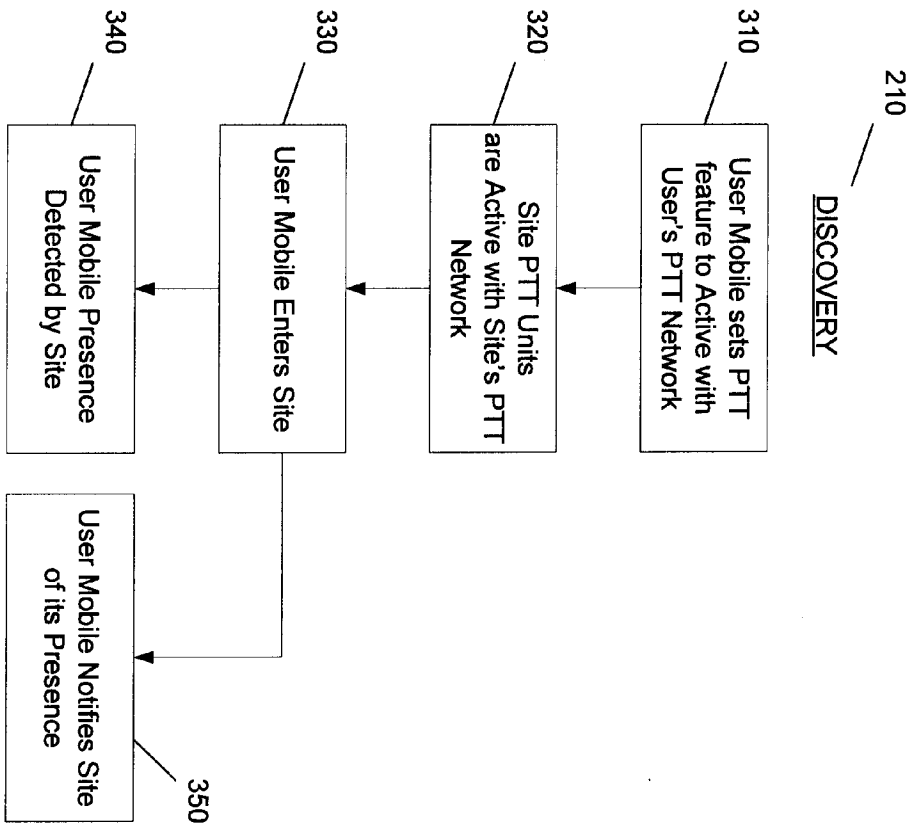 210
DISCOVERY
310
User Mobile sets PTT
feature to Active with
User's PTT Network
320
Site PTT Units
are Active with Site's PTT
Network
330
User Mobile Enters Site
340
User Mobile Presence
Detected by Site
User Mobile Notifies Site
of its Presence
350